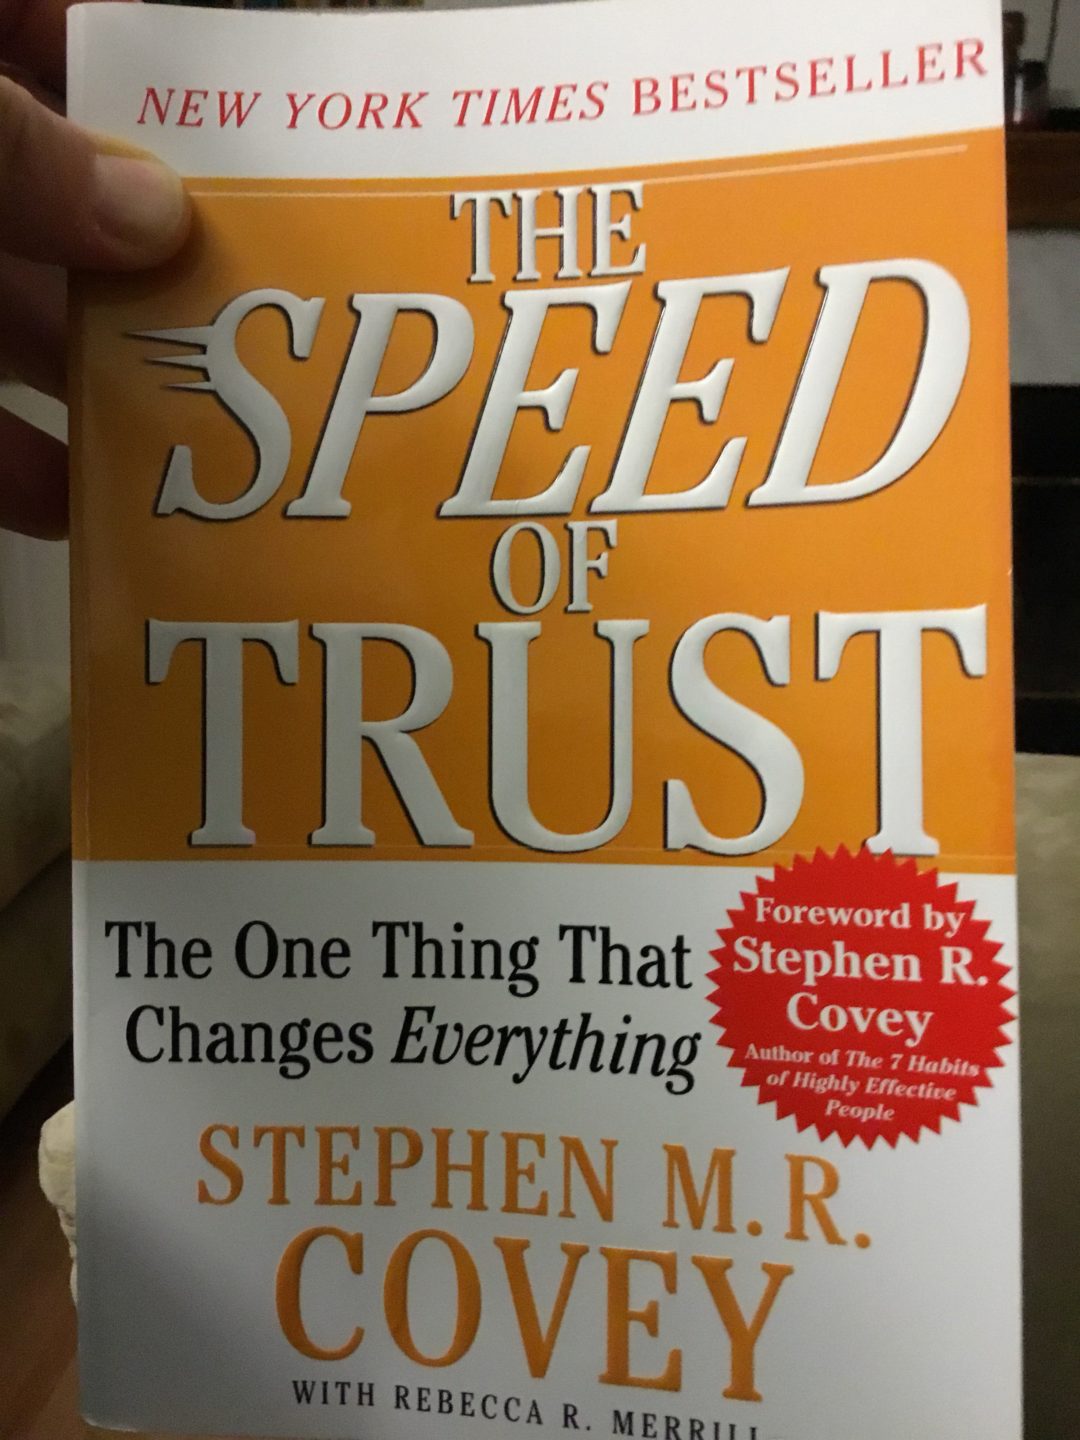 NEW YORK TIMES BESTSELLER
THE
SPEED
OF
TRUST
The One Thing That
Changes Everything
Foreword by
Stephen R.
Covey
Author of The 7 Habits
of Highly Effective
People
STEPHEN M.R.
COVEY
WITH REBECCA R. MERRILL